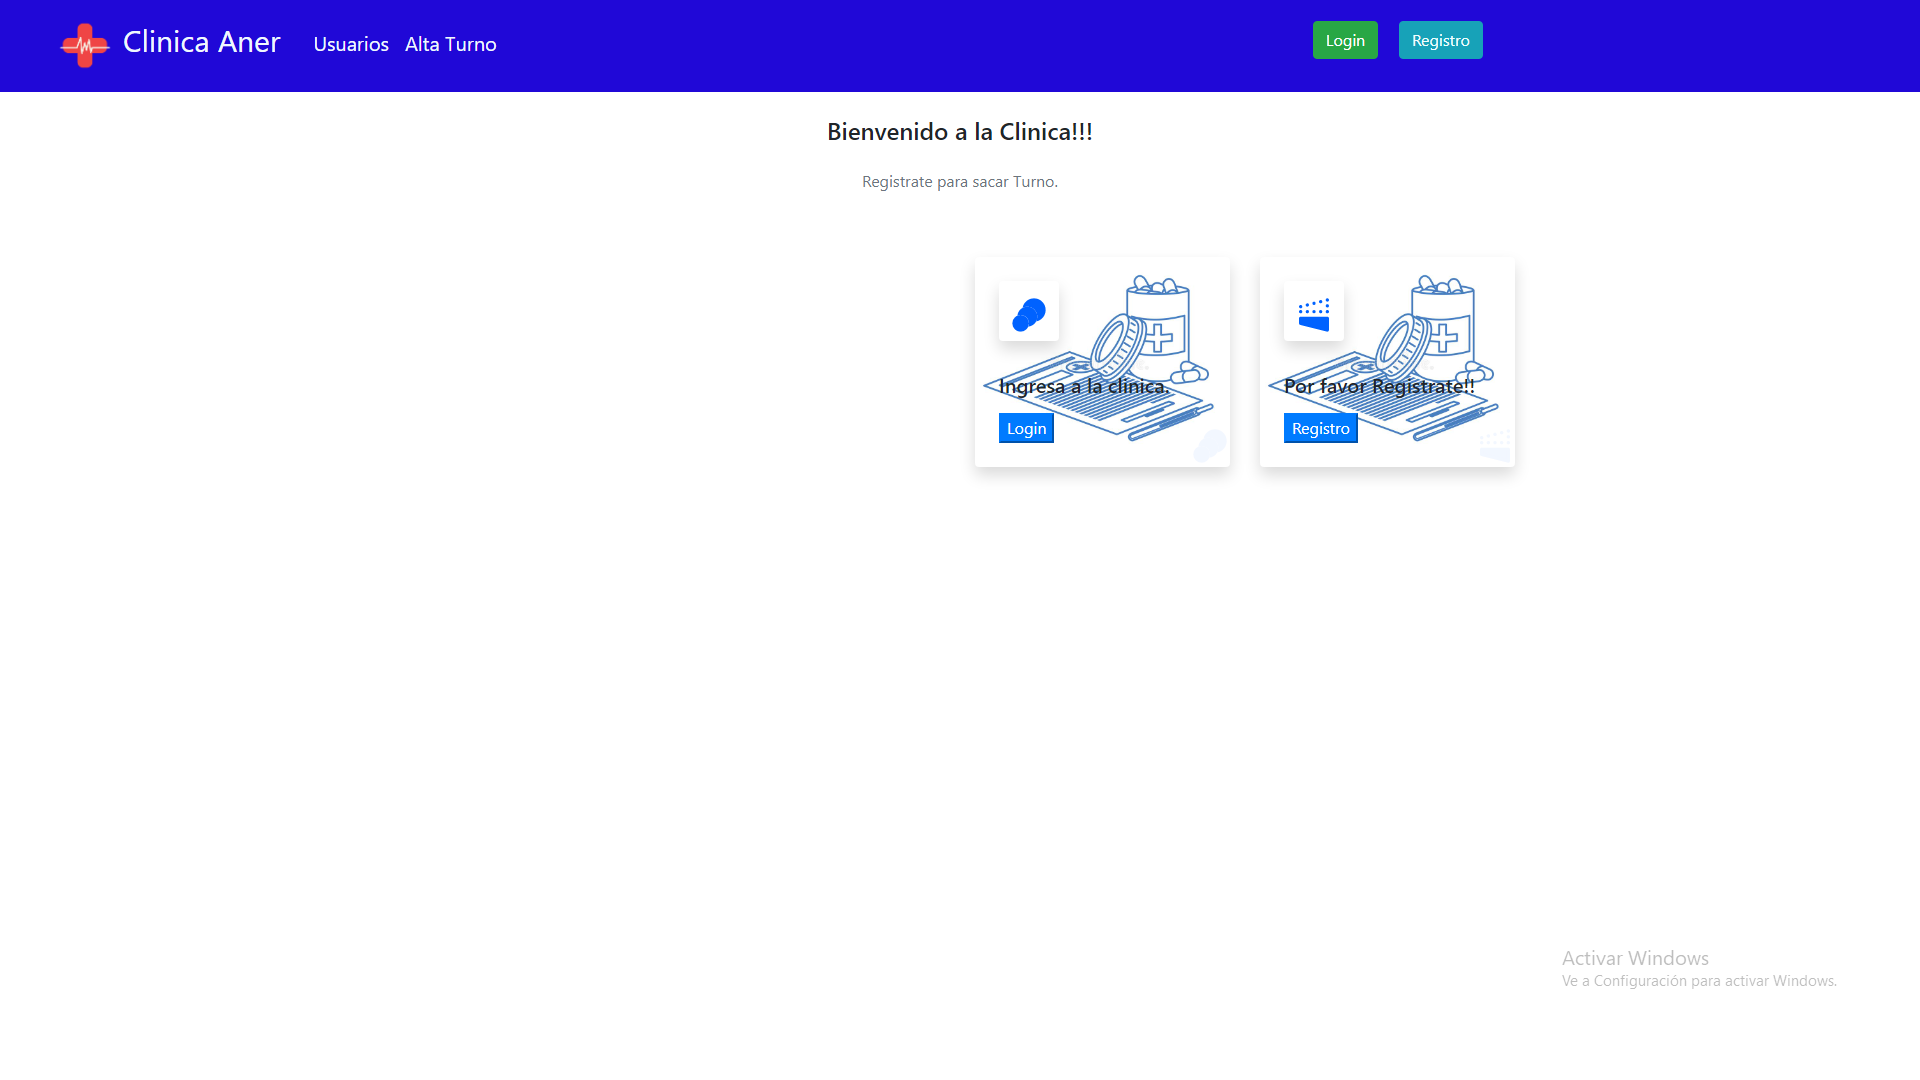 Clinica Aner
Usuarios
Alta Turno
Login
Registro
Bienvenido a la Clinica!!!
Registrate para sacar Turno.
Ingresa a la clinica.
Login
Por favor Registrate!!
Registro
Activar Windows
Ve a Configuración para activar Windows.